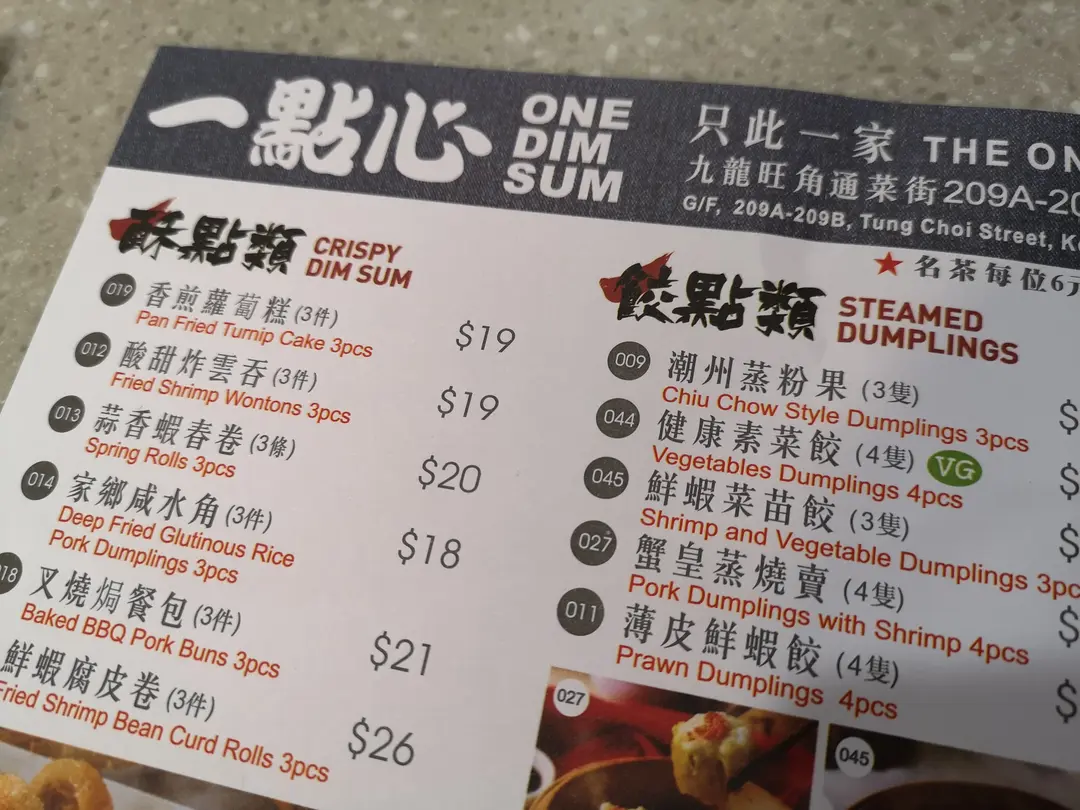 一點心
ONE
DIM
SUM
只此一家 THE
九龍旺角通菜街209A-
G/F, 209A-209B, Tung Choi Street,
★ 名茶每位6元
酥點類 CRISPY
DIM SUM
019 香煎蘿蔔糕 (3件) $19
Pan Fried Turnip Cake 3pcs
012 酸甜炸雲吞 (3件) $19
Fried Shrimp Wontons 3pcs
013 蒜香蝦春卷 (3條) $20
Spring Rolls 3pcs
014 家鄉咸水角 (3件) $18
Deep Fried Glutinous Rice
Pork Dumplings 3pcs
18 叉燒焗餐包 (3件) $21
Baked BBQ Pork Buns 3pcs
鮮蝦腐皮卷 (3件) $26
Fried Shrimp Bean Curd Rolls 3pcs
餃點類 STEAMED
DUMPLINGS
009 潮州蒸粉果 (3隻) $
Chiu Chow Style Dumplings 3pcs
044 健康素菜餃 (4隻) VG $
Vegetables Dumplings 4pcs
045 鮮蝦菜苗餃 (3隻) $
Shrimp and Vegetable Dumplings 3pc
027 蟹皇蒸燒賣 (4隻) $
Pork Dumplings with Shrimp 4pcs
011 薄皮鮮蝦餃 (4隻) $
Prawn Dumplings 4pcs
027
045